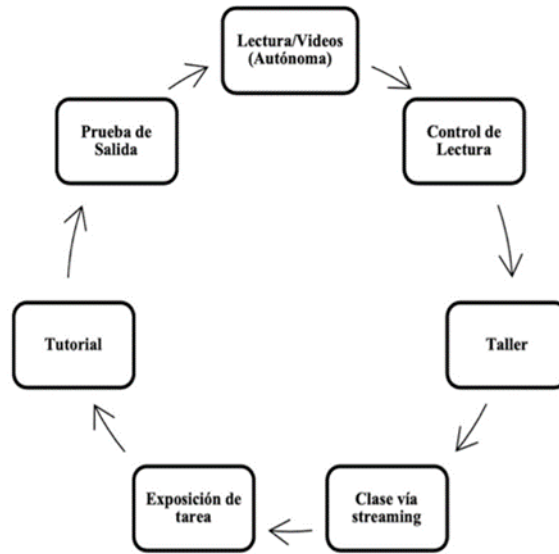 Lectura/Videos
(Autónoma)
Control de
Lectura
Taller
Clase vía
streaming
Exposición de
tarea
Tutorial
Prueba de
Salida